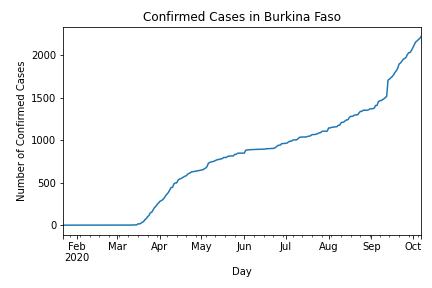 Confirmed Cases in Burkina Faso
Number of Confirmed Cases
2000
1500
1000
500
0
Feb Mar Apr May Jun Jul Aug Sep Oct
2020
Day